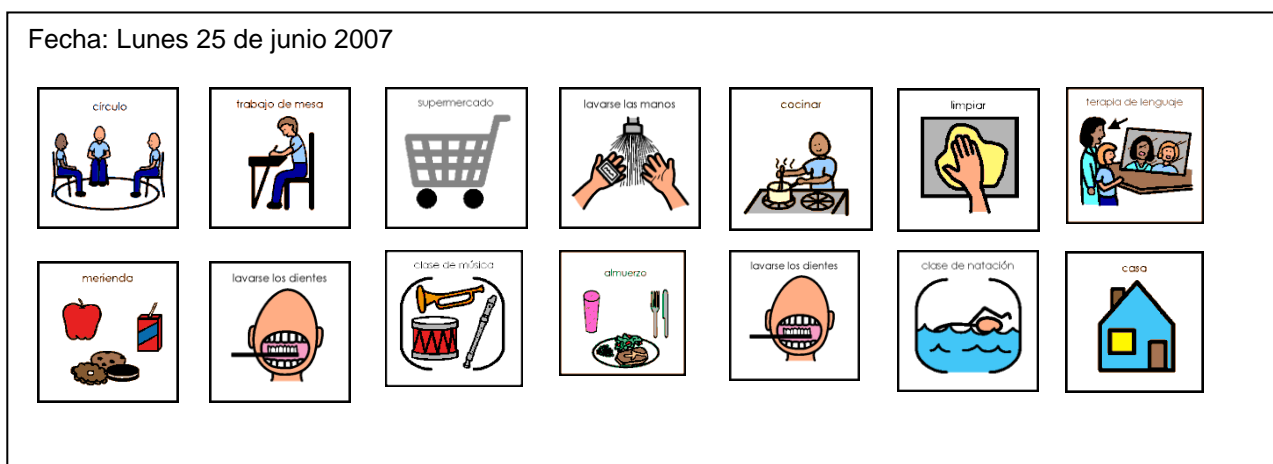 Fecha: Lunes 25 de junio 2007
círculo
trabajo de mesa
supermercado
lavarse las manos
cocinar
limpiar
terapia de lenguaje
merienda
lavarse los dientes
clase de música
almuerzo
lavarse los dientes
clase de natación
casa